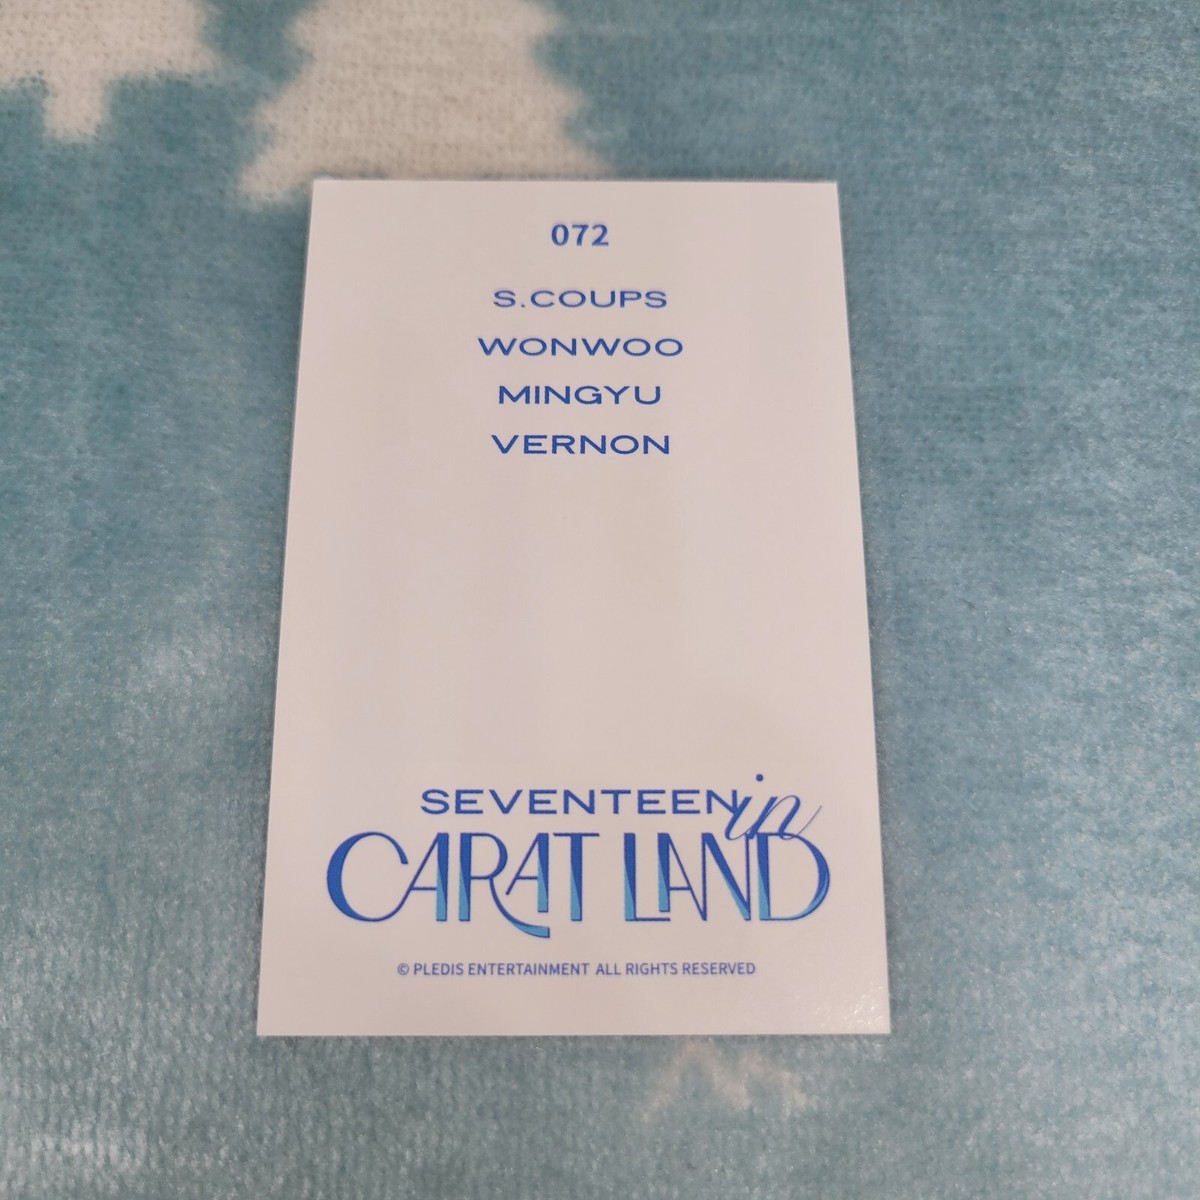 072
S.COUPS
WONWOO
MINGYU
VERNON
SEVENTEEN in
CARAT LAND
© PLEDIS ENTERTAINMENT ALL RIGHTS RESERVED